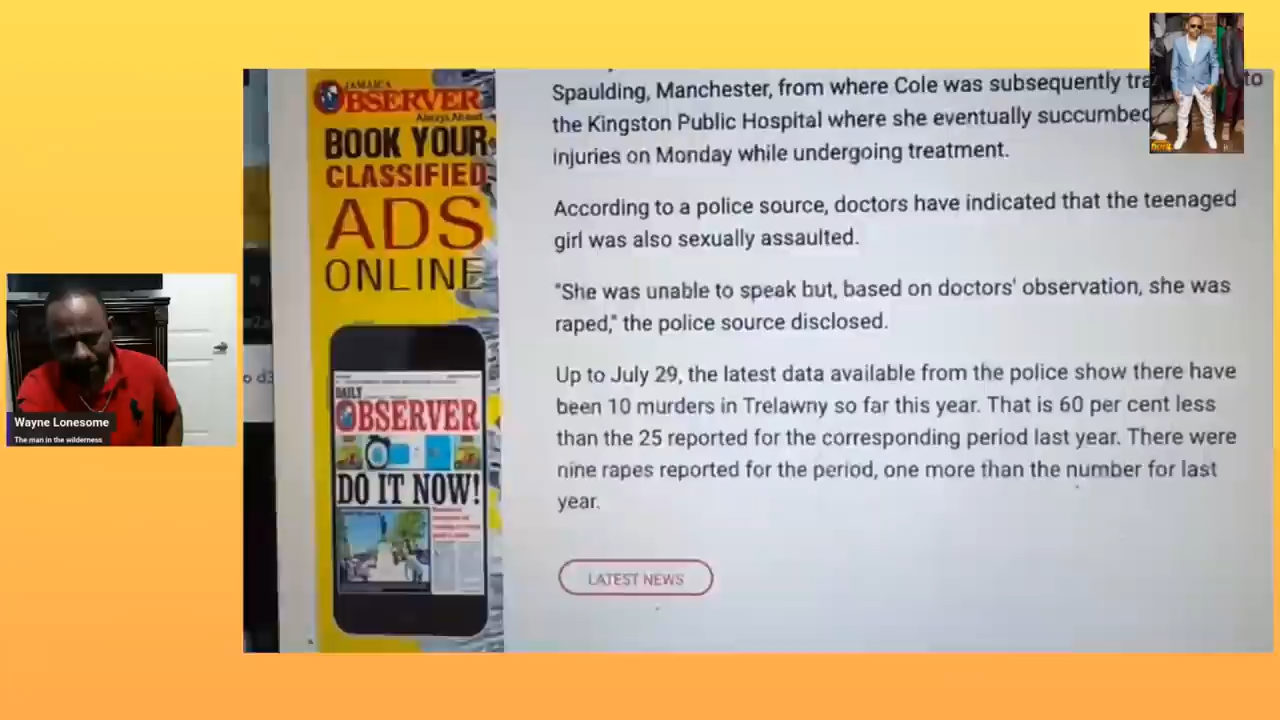 JAMAICA
OBSERVER
Always Ahead
BOOK YOUR
CLASSIFIED
ADS
ONLINE
DAILY
OBSERVER
DO IT NOW!
Spaulding, Manchester, from where Cole was subsequently to
the Kingston Public Hospital where she eventually succumbed
injuries on Monday while undergoing treatment.
According to a police source, doctors have indicated that the teenaged
girl was also sexually assaulted.
"She was unable to speak but, based on doctors' observation, she was
raped," the police source disclosed.
Up to July 29, the latest data available from the police show there have
been 10 murders in Trelawny so far this year. That is 60 per cent less
than the 25 reported for the corresponding period last year. There were
nine rapes reported for the period, one more than the number for last
year.
LATEST NEWS
Wayne Lonesome
The man in the wilderness